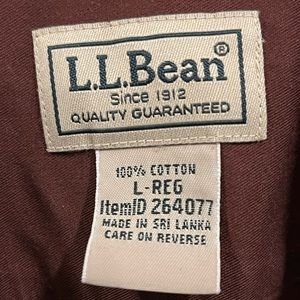 L.L.Bean®
Since 1912
QUALITY GUARANTEED
100% COTTON
L-REG
ItemID 264077
MADE IN SRI LANKA
CARE ON REVERSE